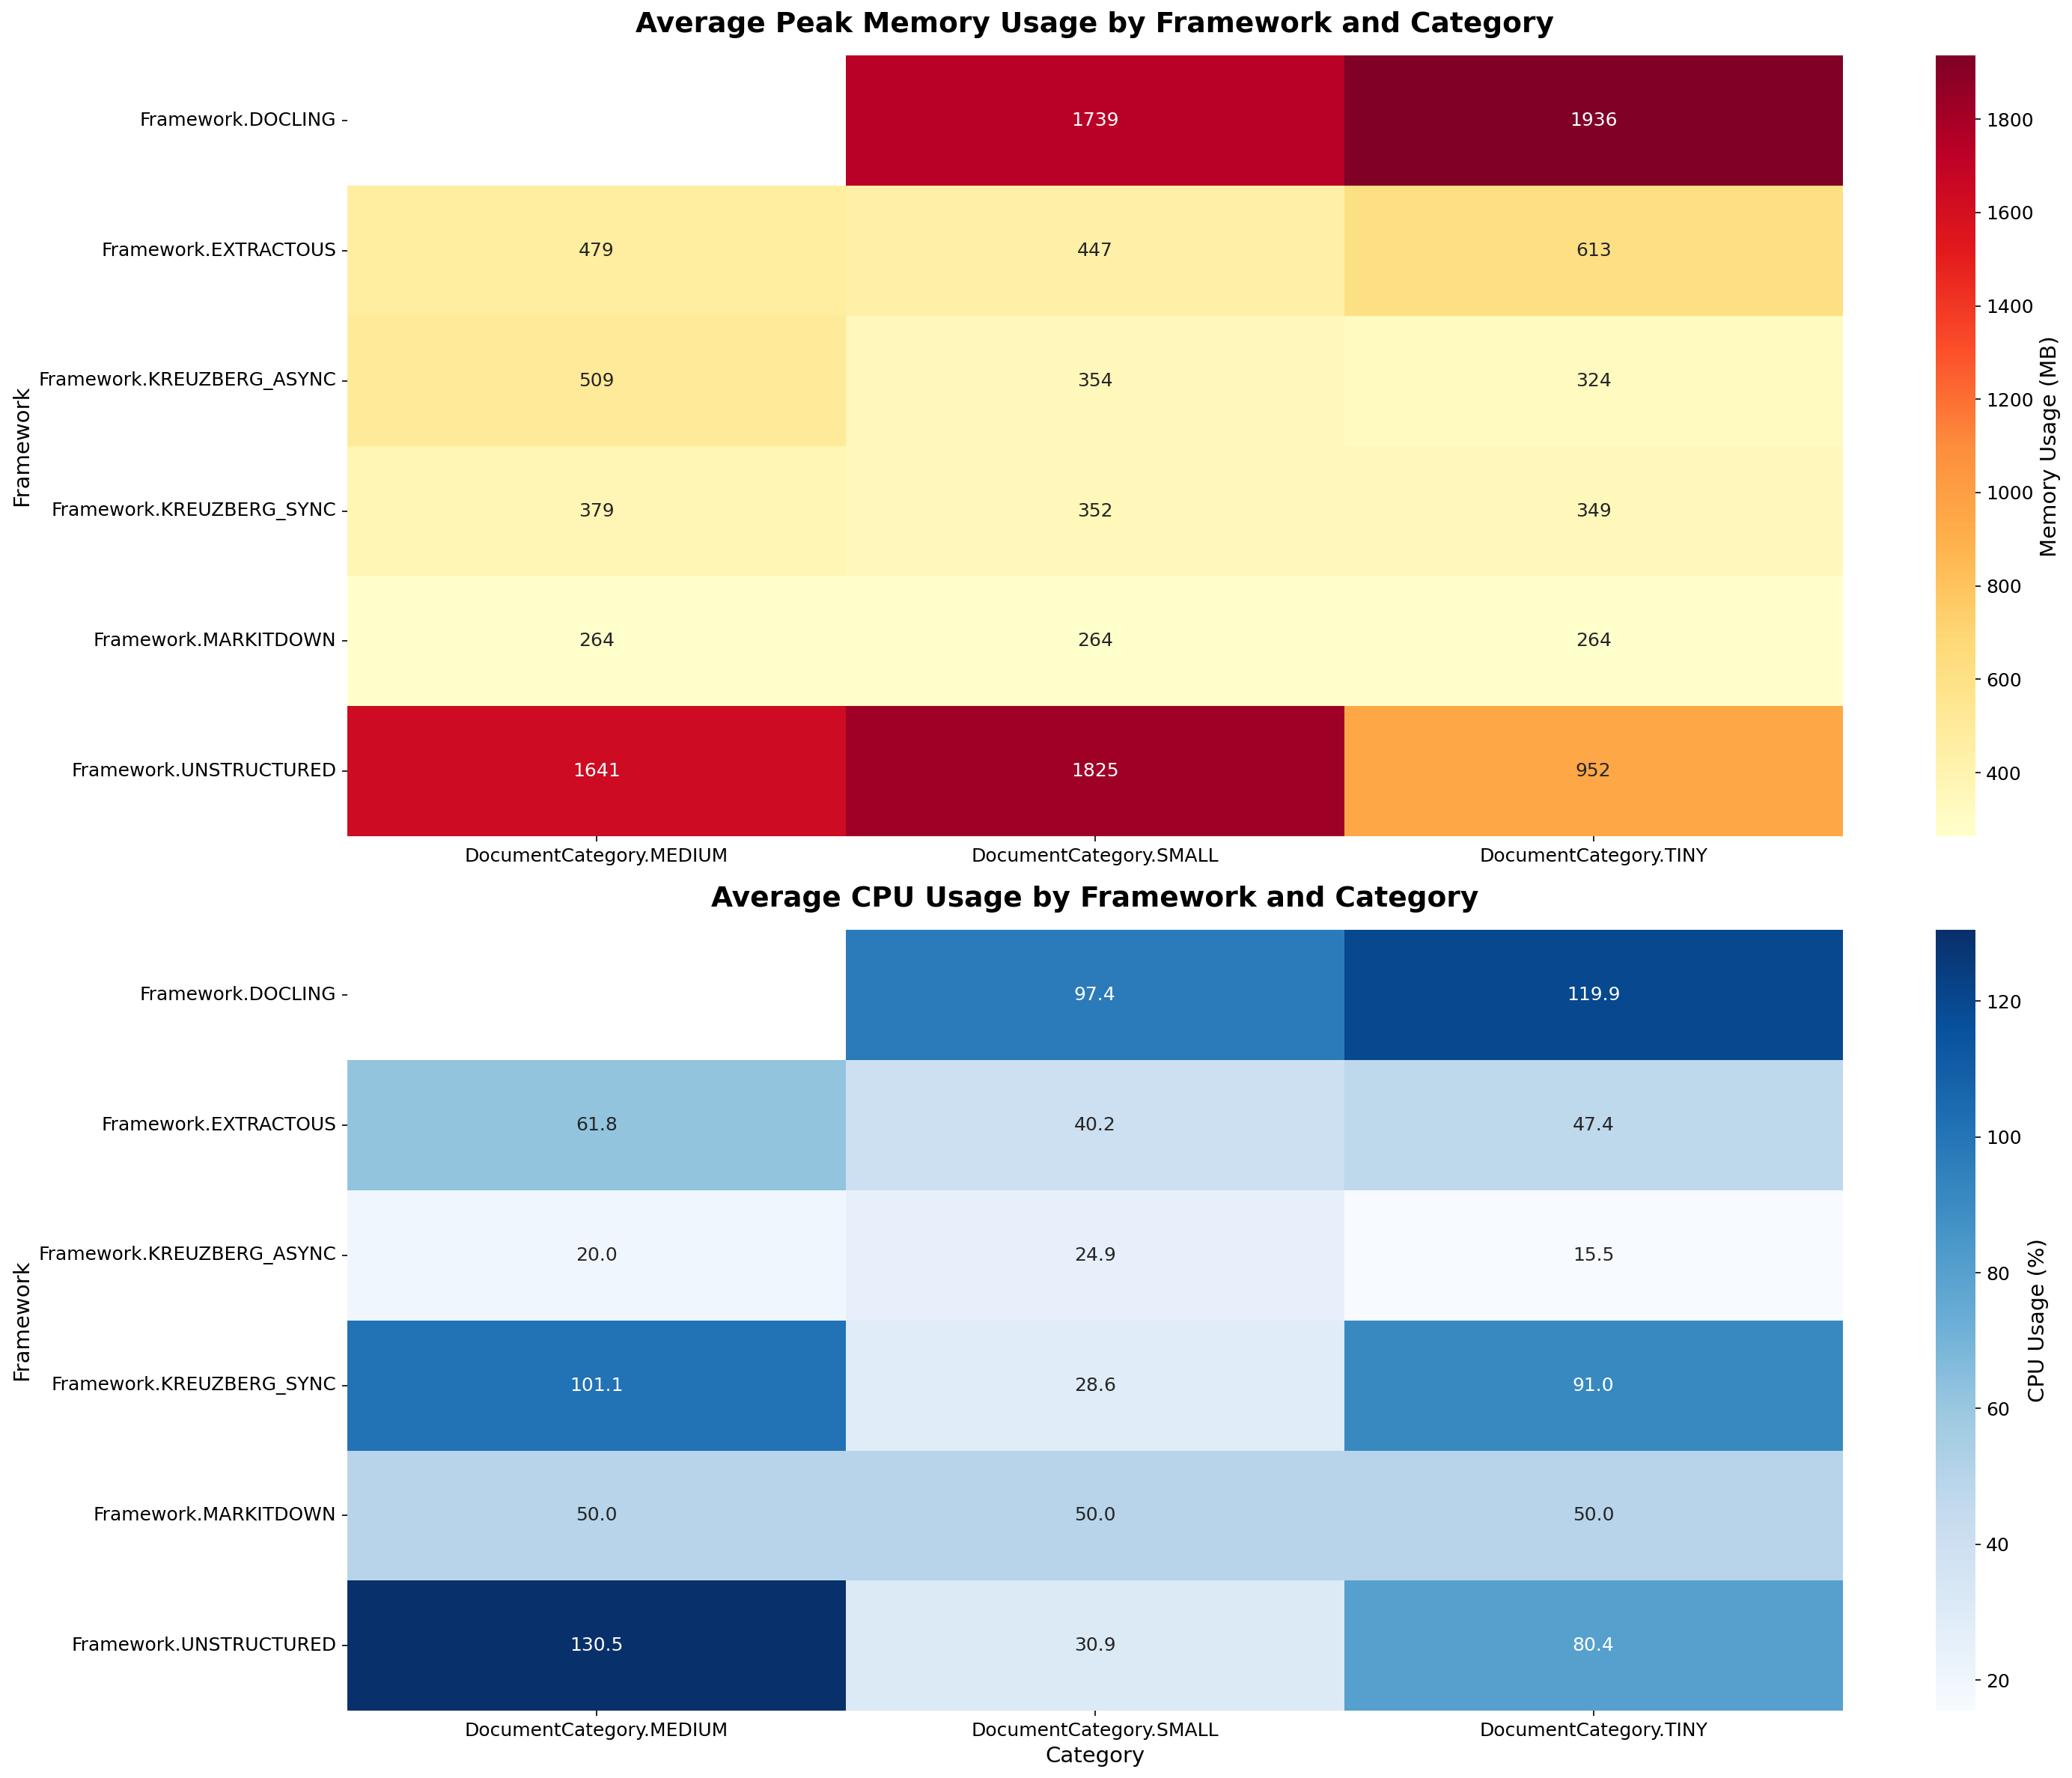 Average Peak Memory Usage by Framework and Category
Framework.DOCLING 1739 1936
Framework.EXTRACTOUS 479 447 613
Framework.KREUZBERG_ASYNC 509 354 324
Framework.KREUZBERG_SYNC 379 352 349
Framework.MARKITDOWN 264 264 264
Framework.UNSTRUCTURED 1641 1825 952
DocumentCategory.MEDIUM DocumentCategory.SMALL DocumentCategory.TINY
Framework
1800
1600
1400
1200
1000
800
600
400
Memory Usage (MB)
Average CPU Usage by Framework and Category
Framework.DOCLING 97.4 119.9
Framework.EXTRACTOUS 61.8 40.2 47.4
Framework.KREUZBERG_ASYNC 20.0 24.9 15.5
Framework.KREUZBERG_SYNC 101.1 28.6 91.0
Framework.MARKITDOWN 50.0 50.0 50.0
Framework.UNSTRUCTURED 130.5 30.9 80.4
DocumentCategory.MEDIUM DocumentCategory.SMALL DocumentCategory.TINY
Category
Framework
120
100
80
60
40
20
CPU Usage (%)